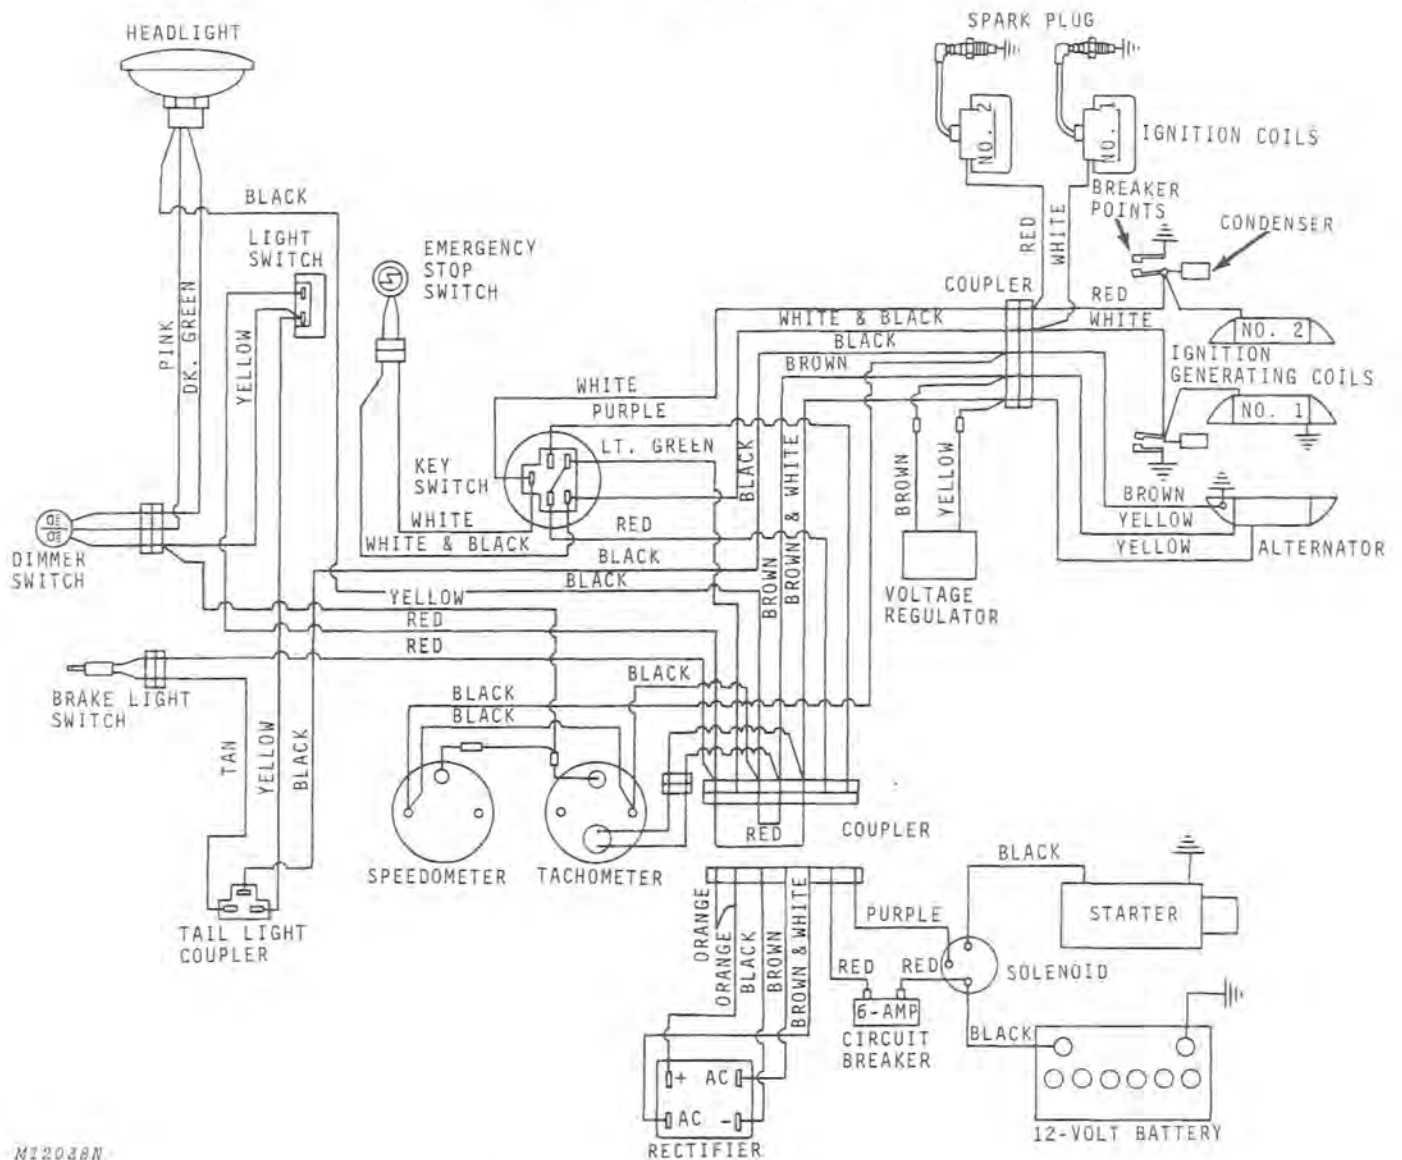 SPARK PLUG
HEADLIGHT
NO. 2
NO. 1
IGNITION COILS
BLACK
BREAKER
POINTS
CONDENSER
LIGHT
SWITCH
EMERGENCY
STOP
SWITCH
RED
WHITE
COUPLER
RED
PINK
DK. GREEN
YELLOW
WHITE & BLACK
WHITE
NO. 2
BLACK
BROWN
IGNITION
GENERATING COILS
WHITE
PURPLE
NO. 1
LT. GREEN
KEY
SWITCH
BLACK
BROWN & WHITE
BROWN
YELLOW
BROWN
WHITE
RED
YELLOW
WHITE & BLACK
BLACK
YELLOW
ALTERNATOR
DIMMER
SWITCH
BLACK
BROWN
VOLTAGE
REGULATOR
YELLOW
RED
RED
BLACK
BRAKE LIGHT
SWITCH
BLACK
BLACK
TAN
YELLOW
BLACK
RED
COUPLER
SPEEDOMETER
TACHOMETER
BLACK
ORANGE
ORANGE
BLACK
BROWN
BROWN & WHITE
PURPLE
STARTER
TAIL LIGHT
COUPLER
RED
RED
SOLENOID
6-AMP
CIRCUIT
BREAKER
BLACK
+ AC
AC -
RECTIFIER
12-VOLT BATTERY
M12038N